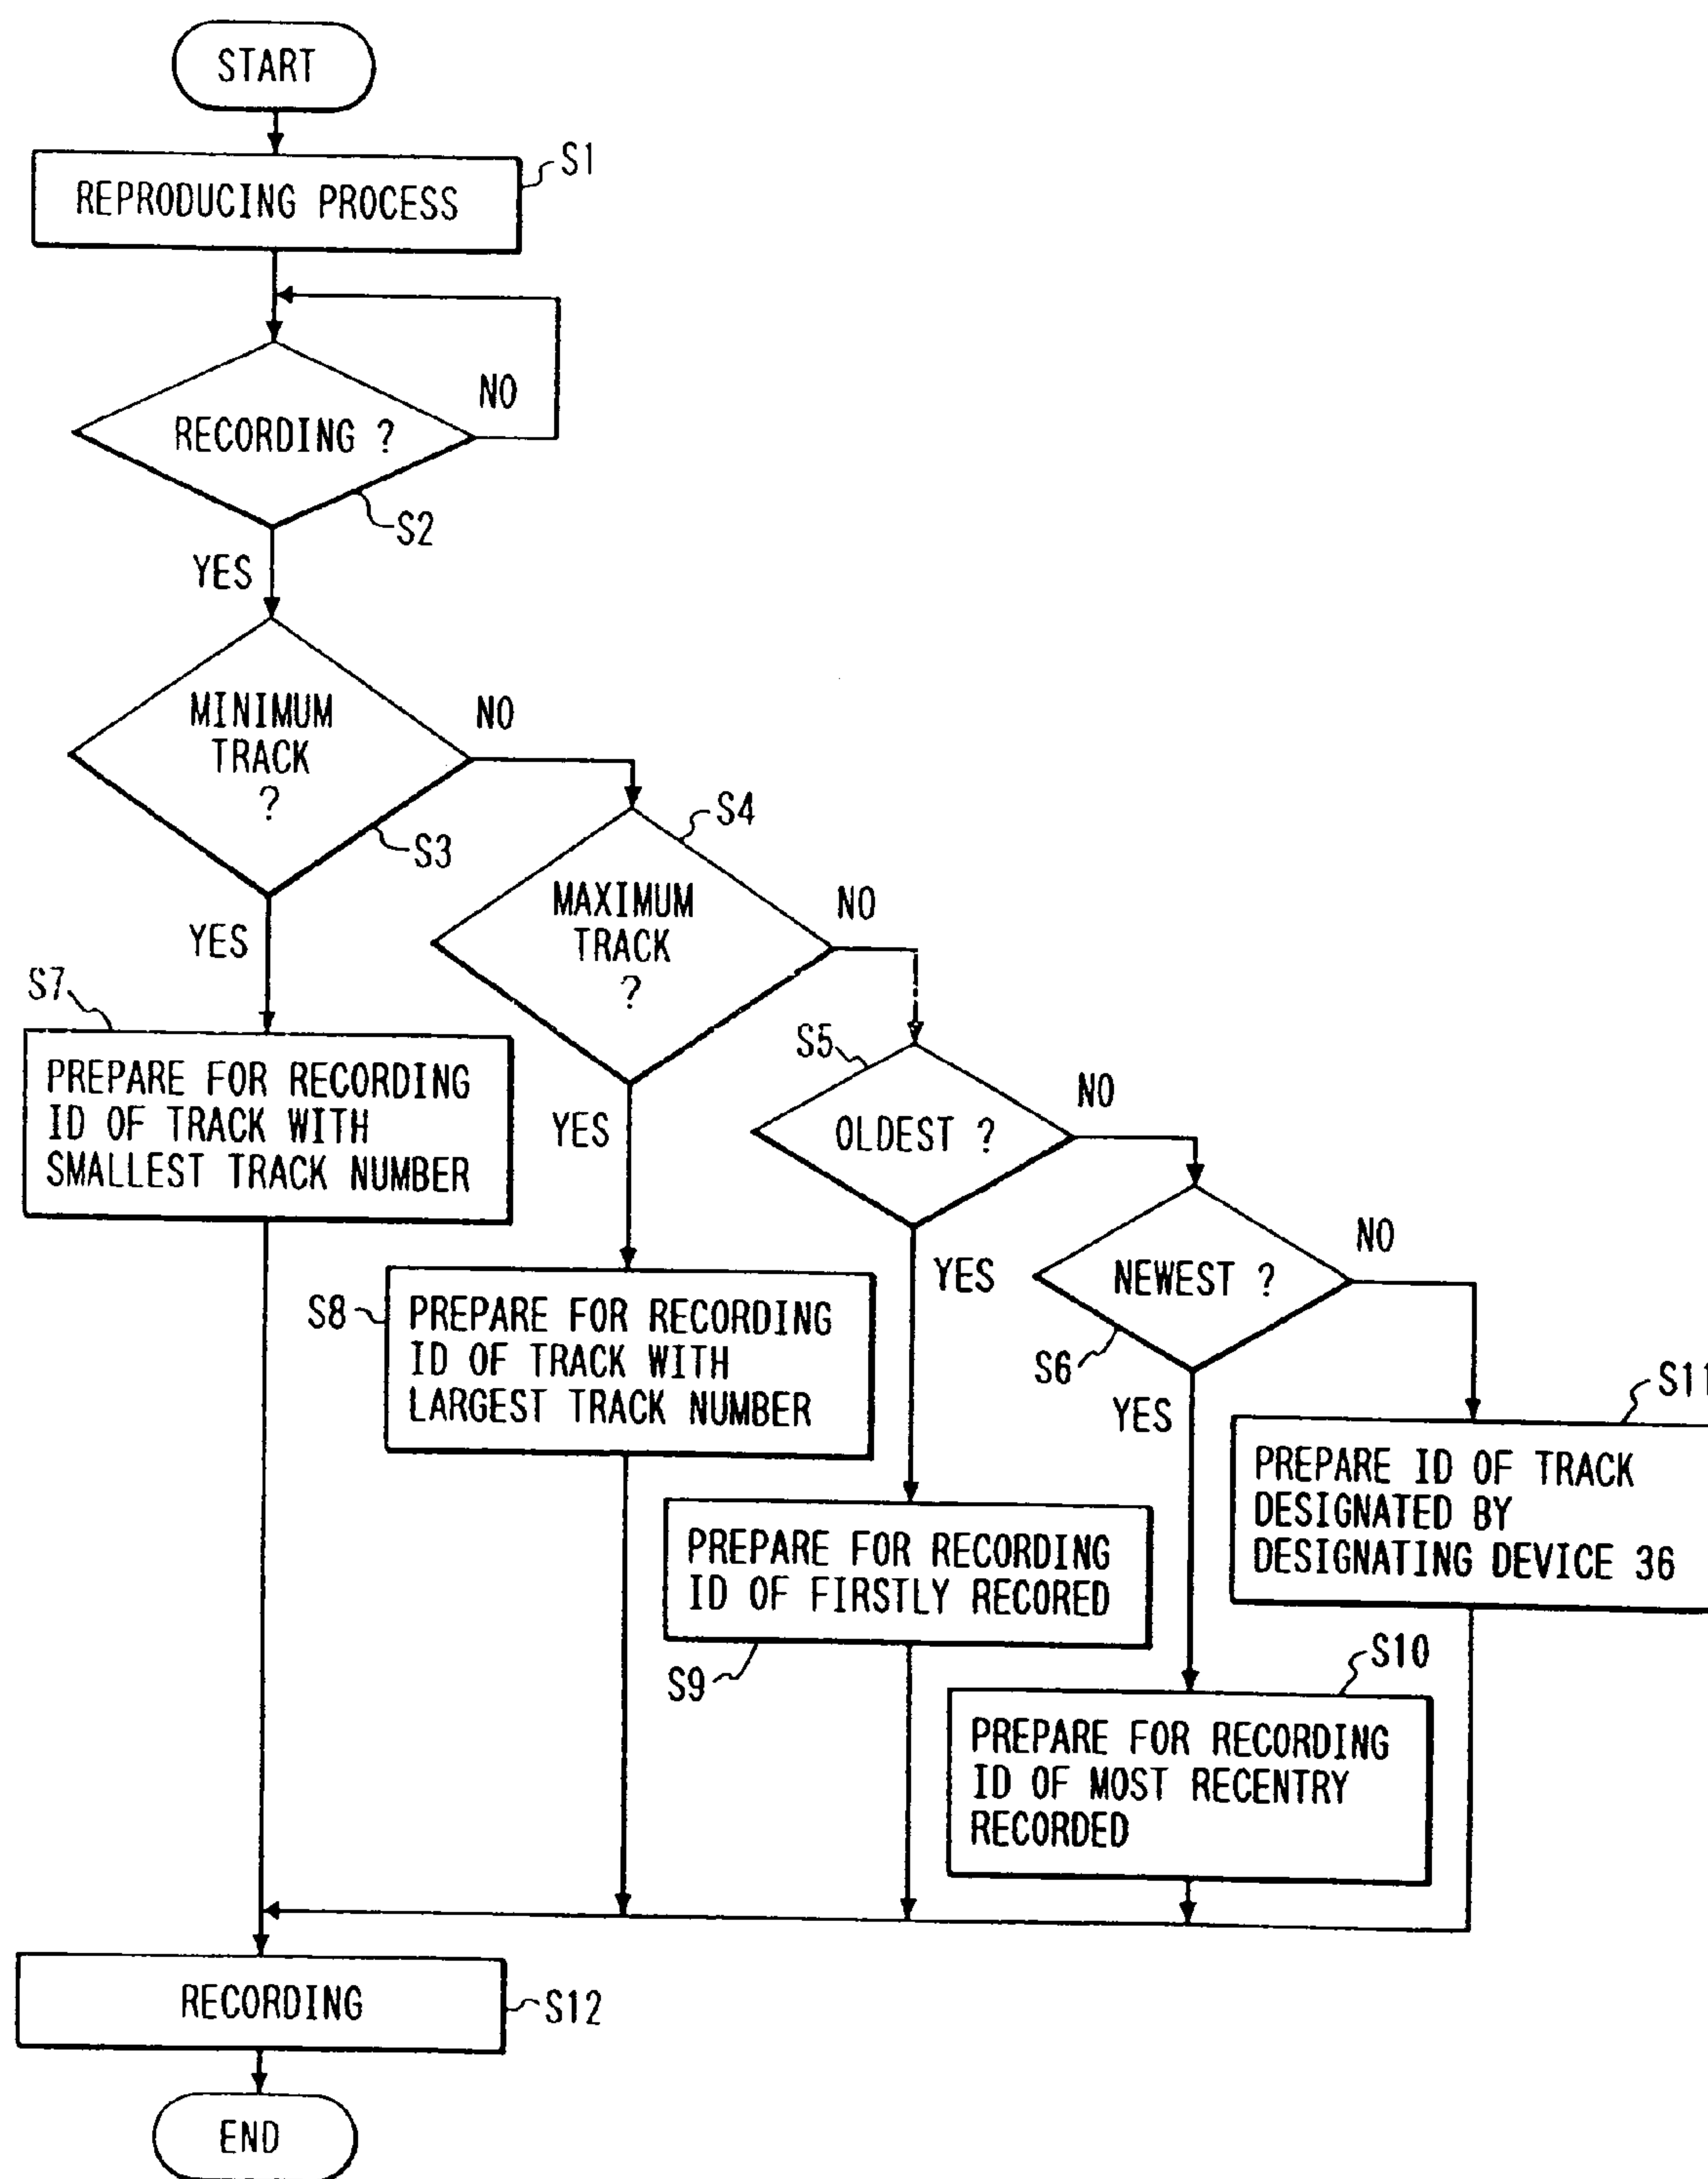 START
S1
REPRODUCING PROCESS
NO
RECORDING ?
S2
YES
MINIMUM
TRACK
?
NO
S3
S4
MAXIMUM
TRACK
?
NO
YES
S7
PREPARE FOR RECORDING
ID OF TRACK WITH
SMALLEST TRACK NUMBER
S5
OLDEST ?
NO
YES
S8
PREPARE FOR RECORDING
ID OF TRACK WITH
LARGEST TRACK NUMBER
YES
NEWEST ?
NO
S6
YES
S11
PREPARE ID OF TRACK
DESIGNATED BY
DESIGNATING DEVICE 36
PREPARE FOR RECORDING
ID OF FIRSTLY RECORED
S9
S10
PREPARE FOR RECORDING
ID OF MOST RECENTRY
RECORDED
RECORDING
S12
END